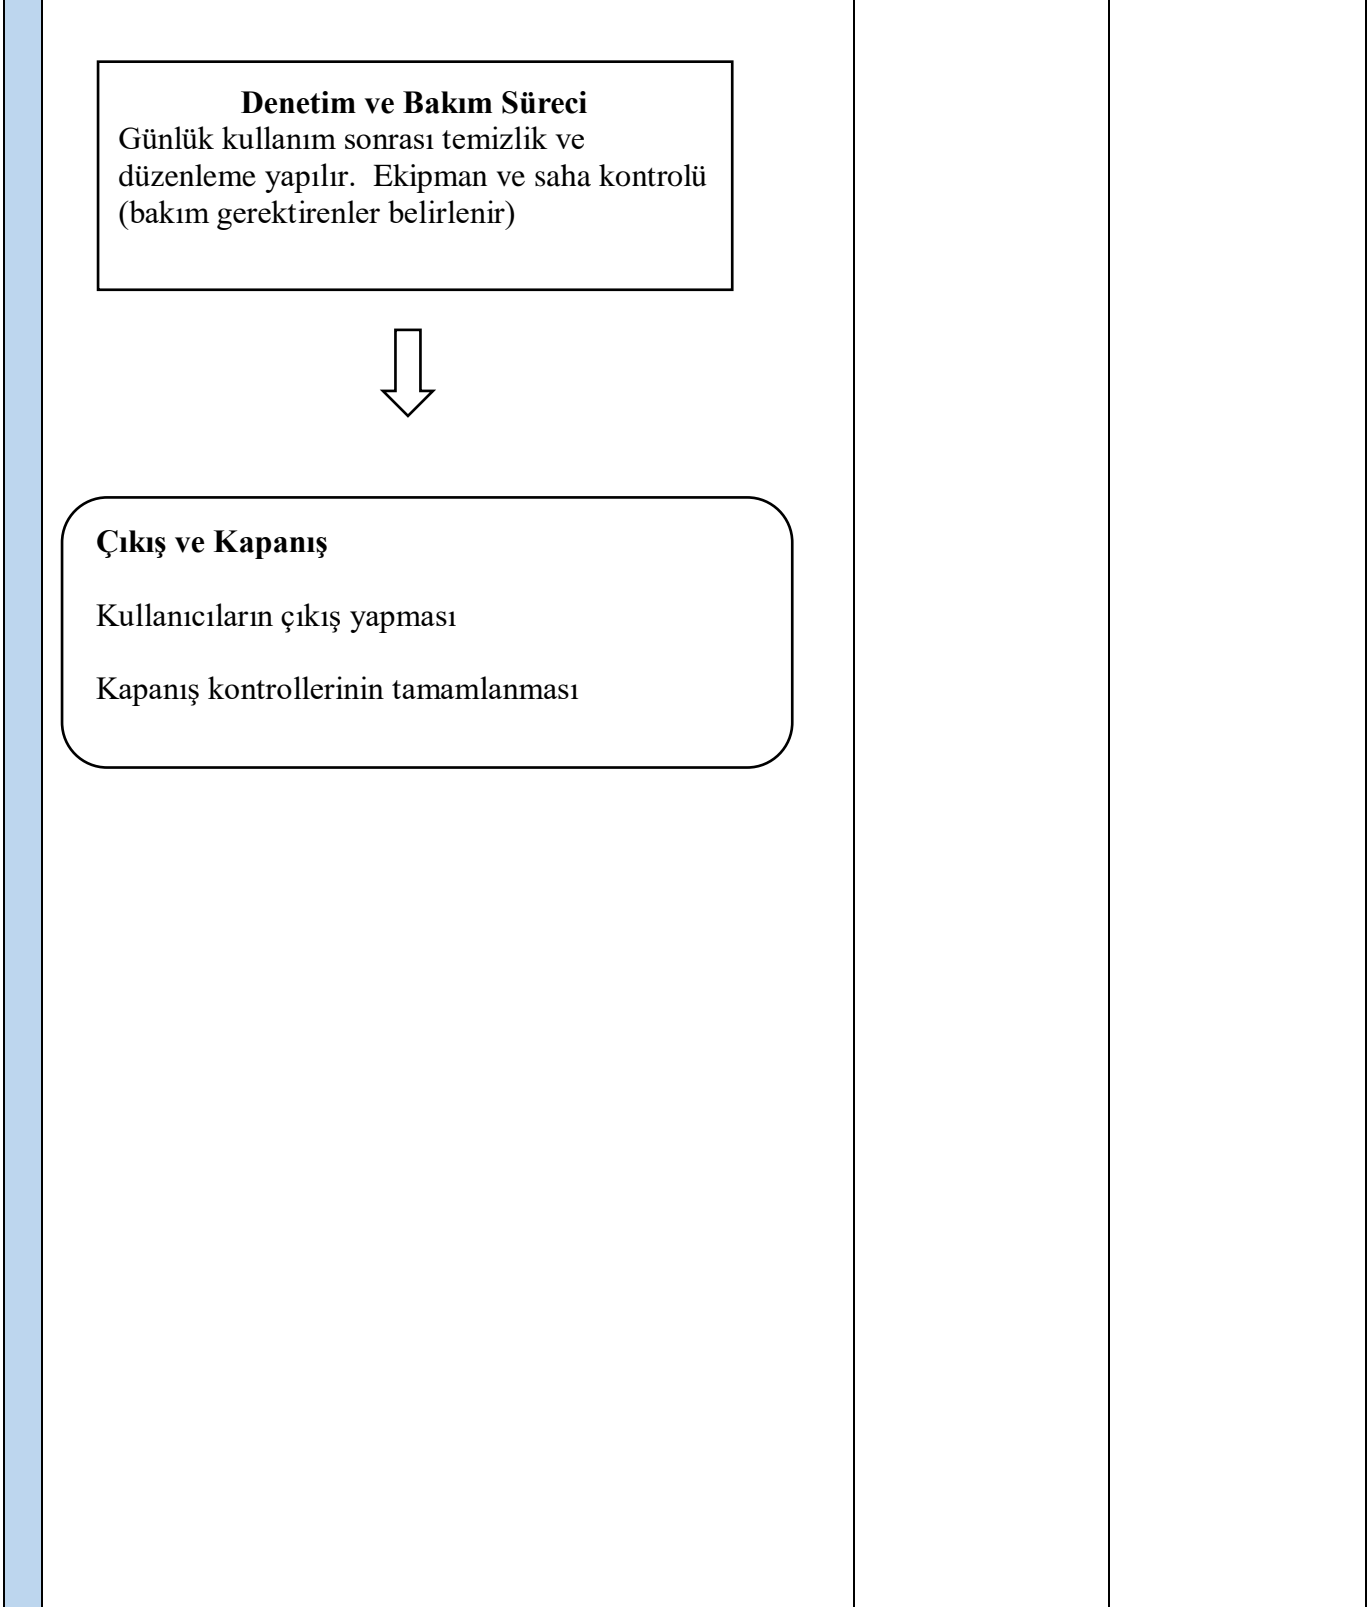 Denetim ve Bakım Süreci
Günlük kullanım sonrası temizlik ve
düzenleme yapılır.  Ekipman ve saha kontrolü
(bakım gerektirenler belirlenir)
Çıkış ve Kapanış
Kullanıcıların çıkış yapması
Kapanış kontrollerinin tamamlanması